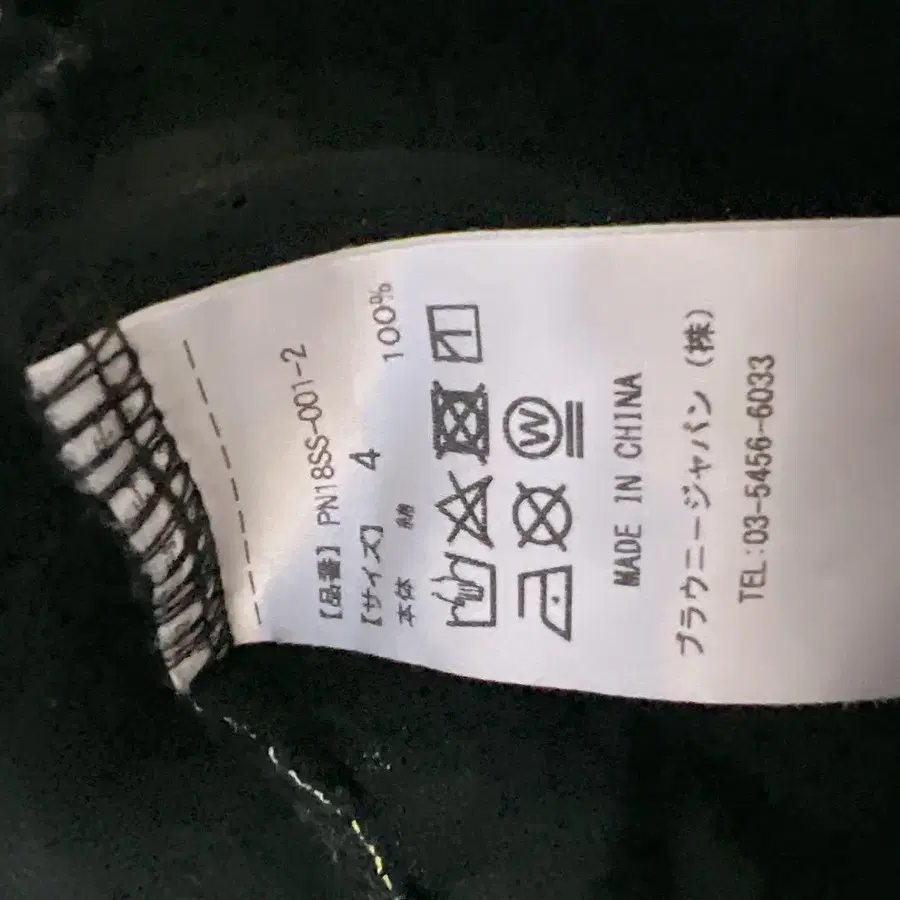 【品番】PN18SS-001-2
【サイズ】 4
本体 綿 100%
W
MADE IN CHINA
ブラウニージャパン(株)
TEL:03-5456-6033